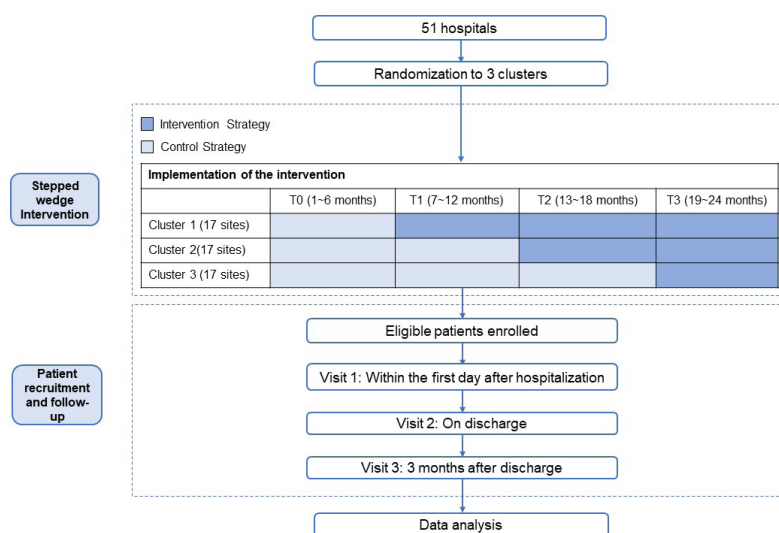 51 hospitals
Randomization to 3 clusters
Intervention Strategy
Control Strategy
Stepped
wedge
Intervention
Implementation of the intervention
T0 (1~6 months) T1 (7~12 months) T2 (13~18 months) T3 (19~24 months)
Cluster 1 (17 sites)
Cluster 2(17 sites)
Cluster 3 (17 sites)
Eligible patients enrolled
Patient
recruitment
and follow-
up
Visit 1: Within the first day after hospitalization
Visit 2: On discharge
Visit 3: 3 months after discharge
Data analysis